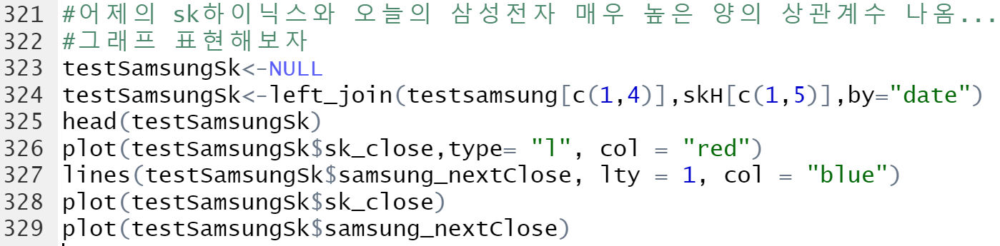 321 #어제의 sk하이닉스와 오늘의 삼성전자 매우 높은 양의 상관계수 나옴...
322 #그래프 표현해보자
323 testSamsungSk<-NULL
324 testSamsungSk<-left_join(testsamsung[c(1,4)],skH[c(1,5)],by="date")
325 head(testSamsungSk)
326 plot(testSamsungSk$sk_close,type= "l", col = "red")
327 lines(testSamsungSk$samsung_nextClose, lty = 1, col = "blue")
328 plot(testSamsungSk$sk_close)
329 plot(testSamsungSk$samsung_nextClose)